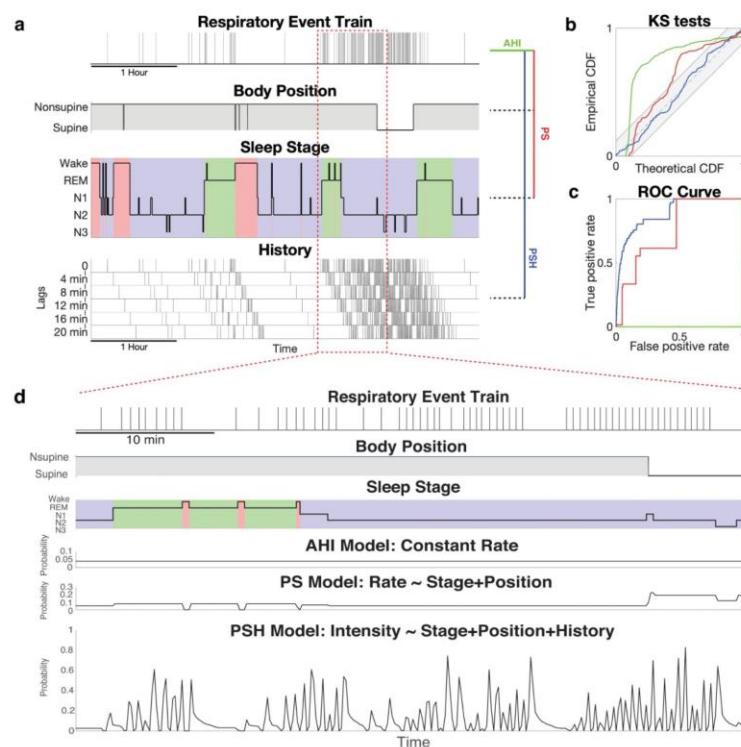 a
Respiratory Event Train
1 Hour
Body Position
Nonsupine
Supine
Sleep Stage
Wake
REM
N1
N2
N3
History
Lags
0
4 min
8 min
12 min
16 min
20 min
1 Hour
Time
AHI
PS
PSH
b
KS tests
Empirical CDF
1
0
0
Theoretical CDF
c
ROC Curve
True positive rate
1
0.5
0
0
0.5
False positive rate
d
Respiratory Event Train
10 min
Body Position
Nsupine
Supine
Sleep Stage
Wake
REM
N1
N2
N3
AHI Model: Constant Rate
Probability
0.1
0.05
0
PS Model: Rate ~ Stage+Position
Probability
0.3
0.2
0.1
0
PSH Model: Intensity ~ Stage+Position+History
Probability
1
0.8
0.6
0.4
0.2
0
Time